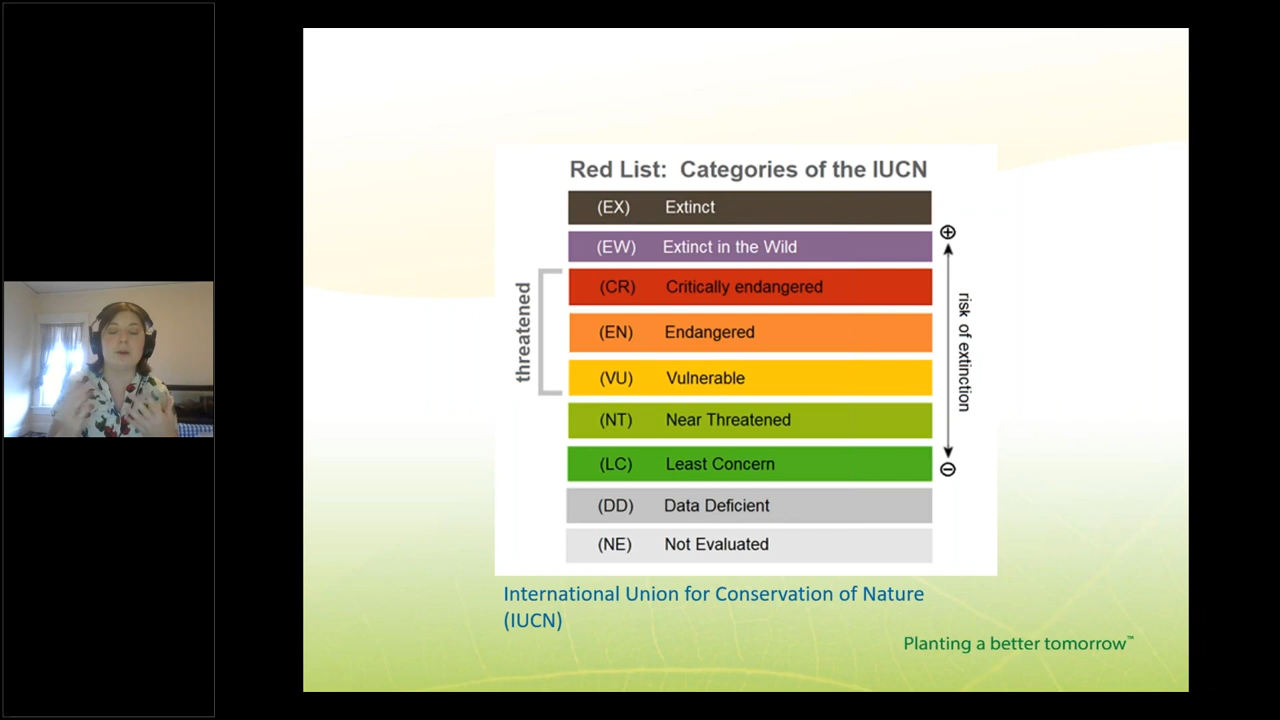 Red List: Categories of the IUCN
(EX) Extinct
(EW) Extinct in the Wild
threatened
(CR) Critically endangered
(EN) Endangered
(VU) Vulnerable
(NT) Near Threatened
(LC) Least Concern
(DD) Data Deficient
(NE) Not Evaluated
risk of extinction
International Union for Conservation of Nature
(IUCN)
Planting a better tomorrow™